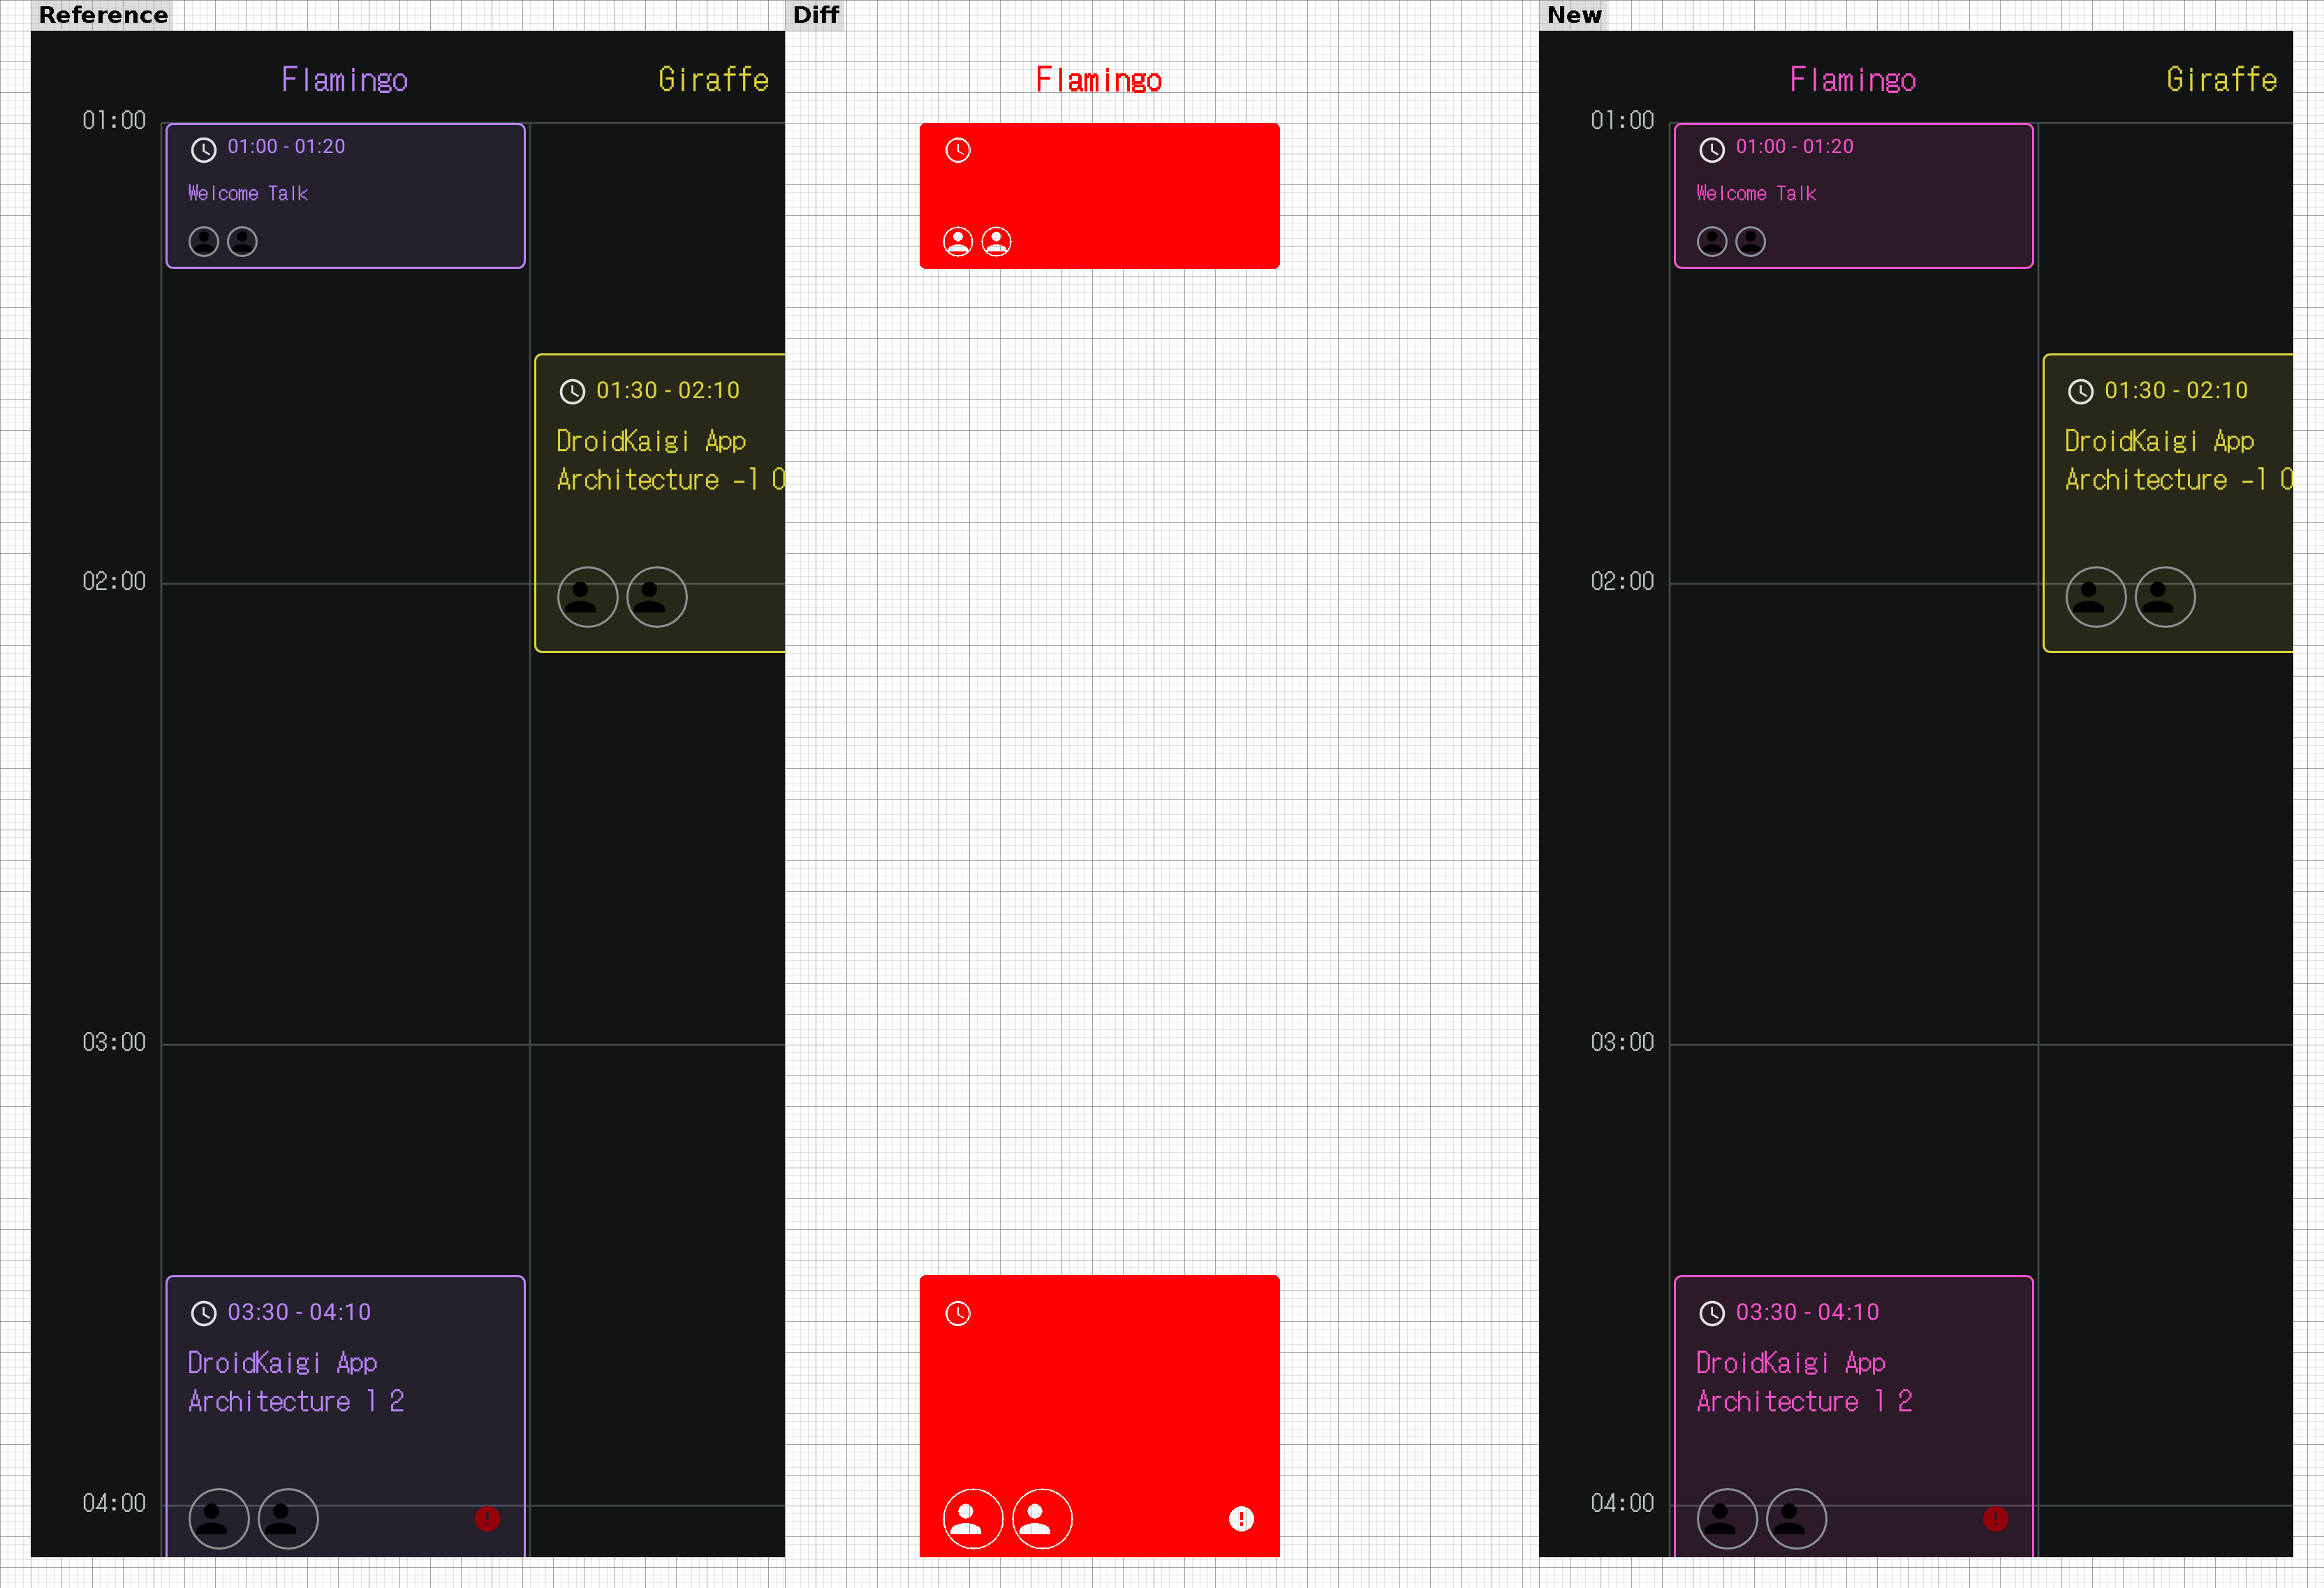 Reference
Diff
New
Flamingo
Giraffe
01:00
01:00 - 01:20
Welcome Talk
01:30 - 02:10
DroidKaigi App
Architecture -1 0
02:00
03:00
03:30 - 04:10
DroidKaigi App
Architecture 1 2
04:00
Flamingo
Flamingo
Giraffe
01:00
01:00 - 01:20
Welcome Talk
01:30 - 02:10
DroidKaigi App
Architecture -1 0
02:00
03:00
03:30 - 04:10
DroidKaigi App
Architecture 1 2
04:00